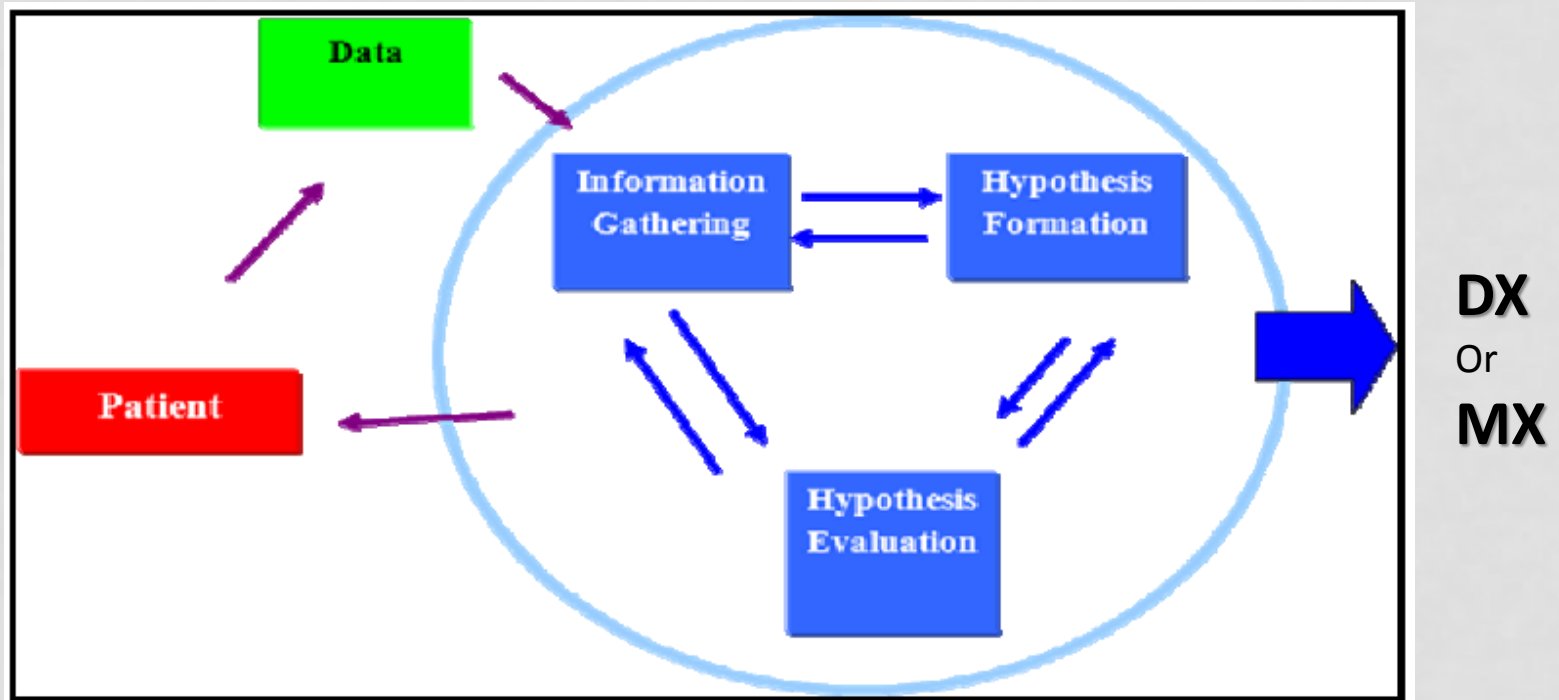 Data
Information
Gathering
Hypothesis
Formation
Patient
Hypothesis
Evaluation
DX
Or
MX